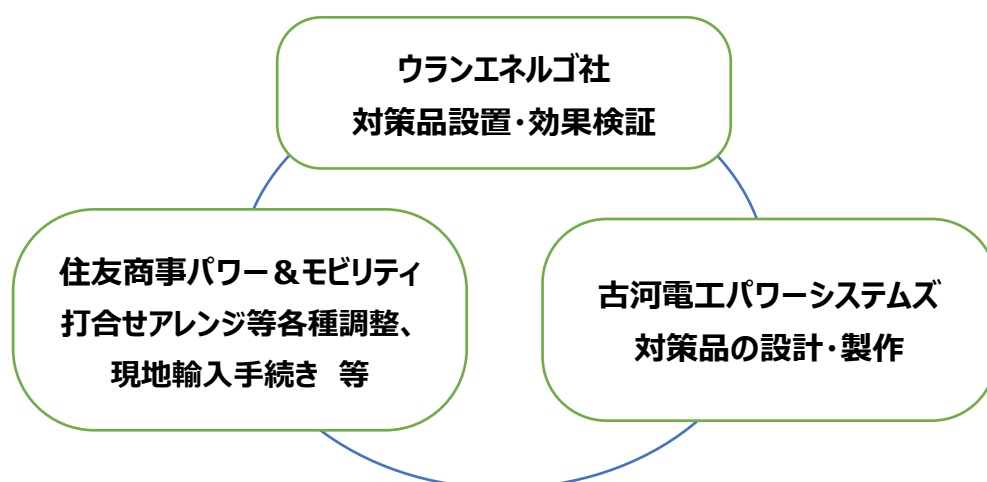 ウランエネルゴ社
対策品設置・効果検証
住友商事パワー＆モビリティ
打合せアレンジ等各種調整、
現地輸入手続き　等
古河電工パワーシステムズ
対策品の設計・製作